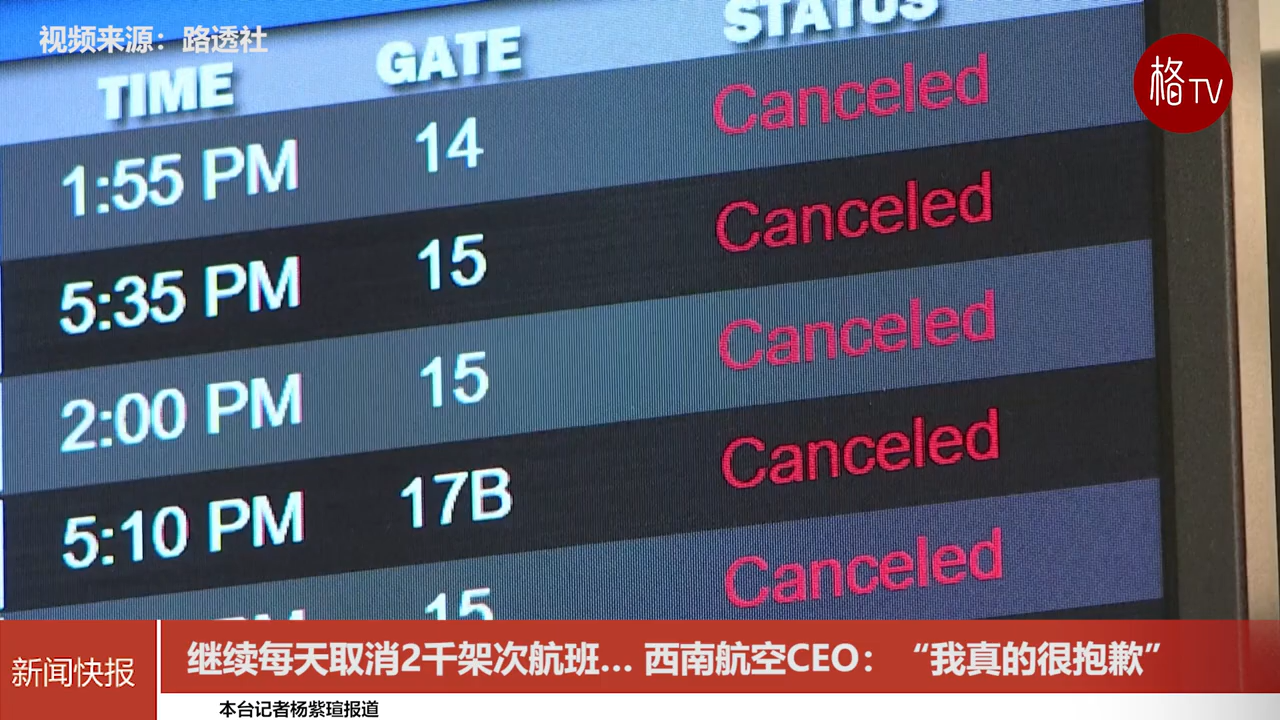 视频来源：路透社
TIME GATE STATUS
1:55 PM 14 Canceled
5:35 PM 15 Canceled
2:00 PM 15 Canceled
5:10 PM 17B Canceled
15 Canceled
格TV
新闻快报
继续每天取消2千架次航班... 西南航空CEO：“我真的很抱歉”
本台记者杨紫瑄报道